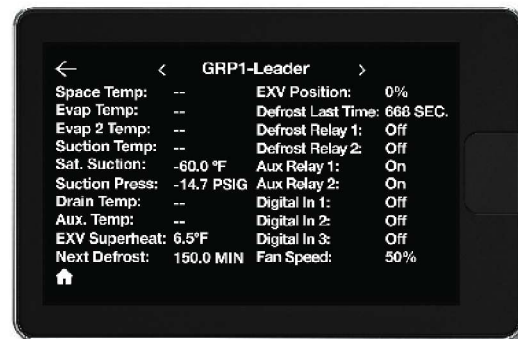 ← < GRP1-Leader >
Space Temp: -- EXV Position: 0%
Evap Temp: -- Defrost Last Time: 668 SEC.
Evap 2 Temp: -- Defrost Relay 1: Off
Suction Temp: -- Defrost Relay 2: Off
Sat. Suction: -60.0 °F Aux Relay 1: On
Suction Press: -14.7 PSIG Aux Relay 2: On
Drain Temp: -- Digital In 1: Off
Aux. Temp: -- Digital In 2: Off
EXV Superheat: 6.5°F Digital In 3: Off
Next Defrost: 150.0 MIN Fan Speed: 50%